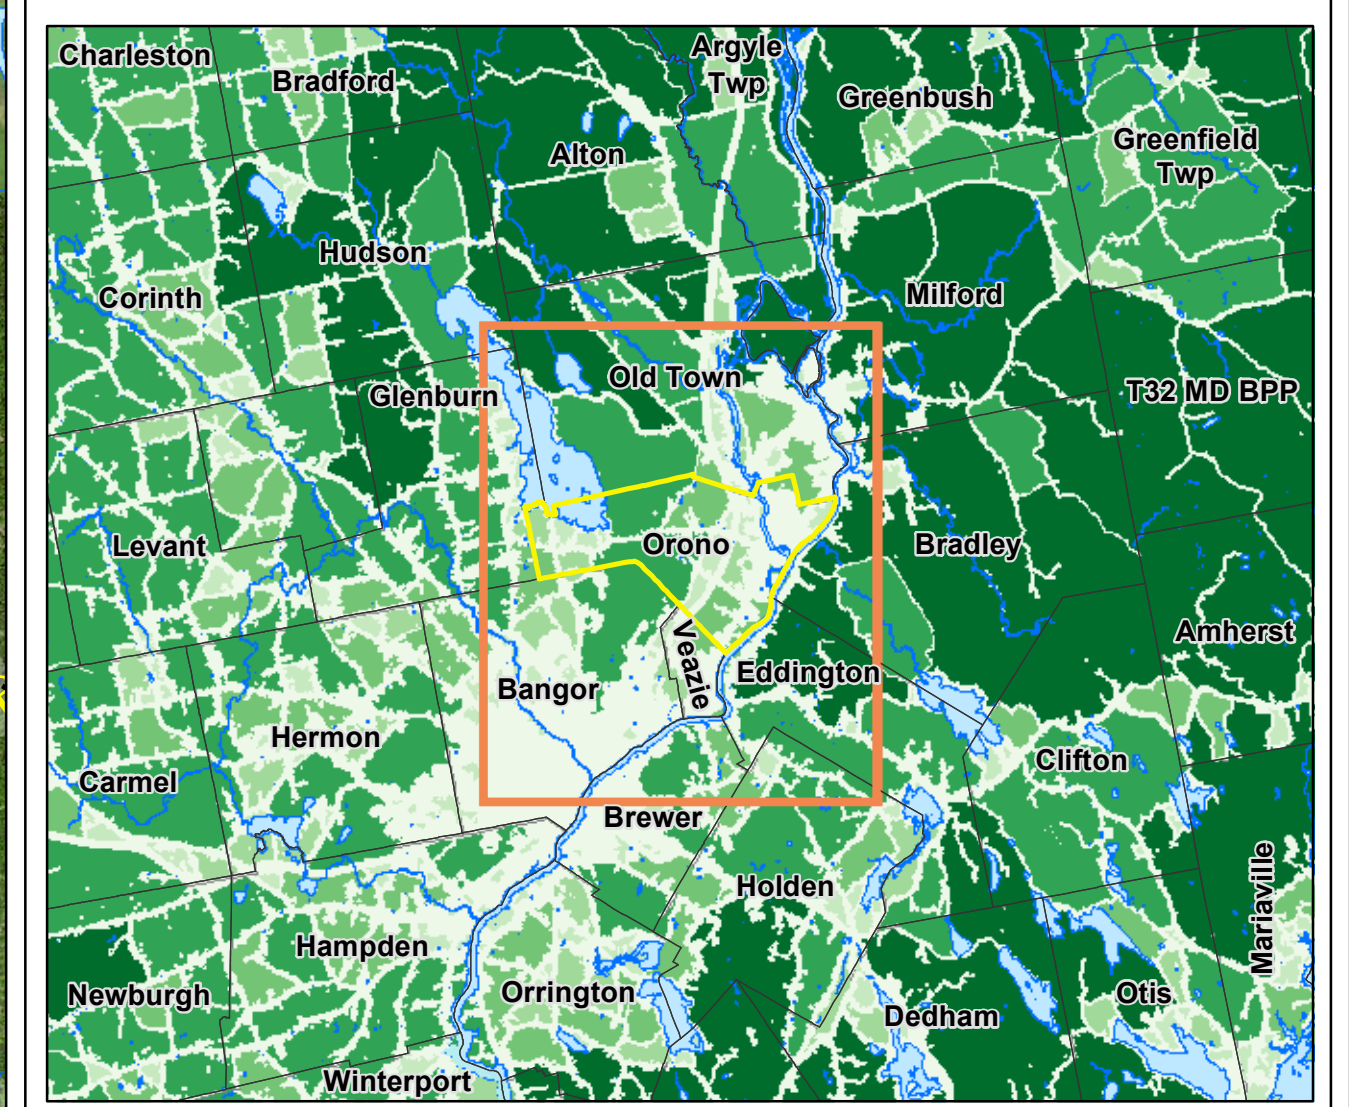 Charleston
Bradford
Argyle
Twp
Greenbush
Greenfield
Twp
Alton
Hudson
Corinth
Milford
Old Town
Glenburn
T32 MD BPP
Levant
Orono
Bradley
Amherst
Veazie
Eddington
Bangor
Hermon
Clifton
Carmel
Brewer
Holden
Mariaville
Hampden
Newburgh
Orrington
Otis
Dedham
Winterport